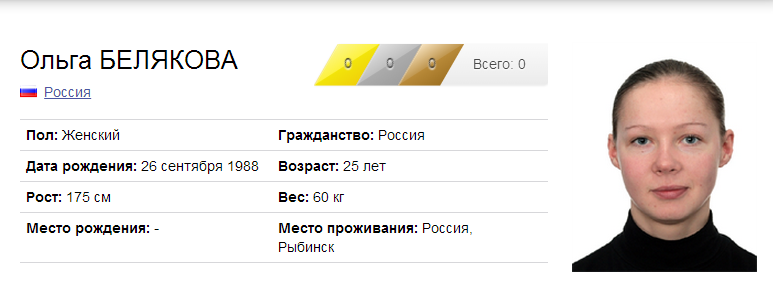 Ольга БЕЛЯКОВА
0 0 0 Всего: 0
Россия
Пол: Женский Гражданство: Россия
Дата рождения: 26 сентября 1988 Возраст: 25 лет
Рост: 175 см Вес: 60 кг
Место рождения: - Место проживания: Россия,
Рыбинск